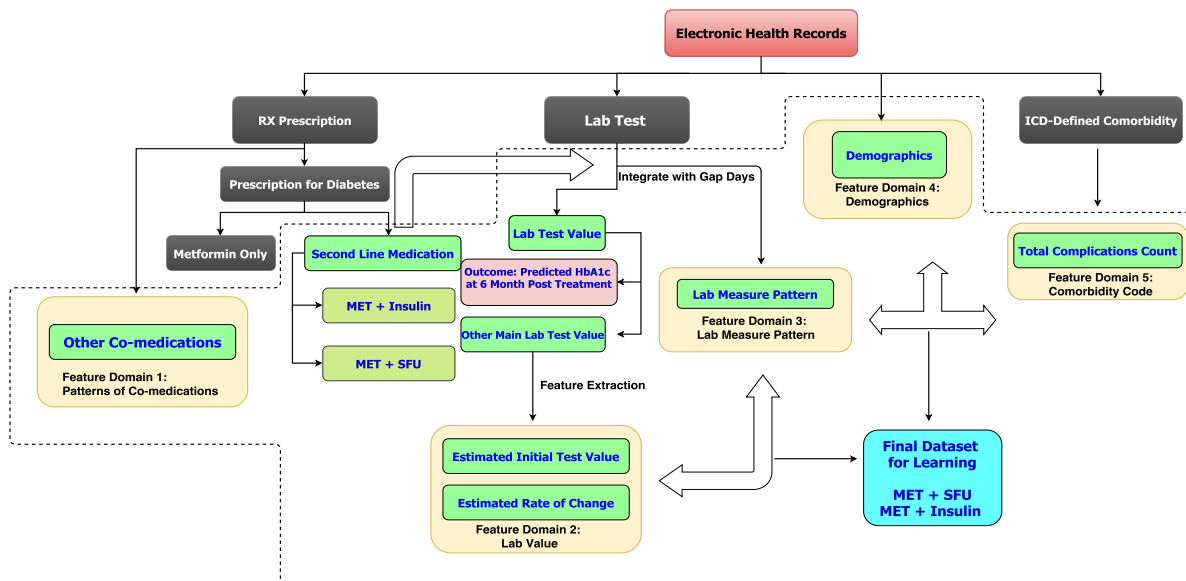 Electronic Health Records
RX Prescription
Lab Test
ICD-Defined Comorbidity
Demographics
Feature Domain 4:
Demographics
Prescription for Diabetes
Integrate with Gap Days
Metformin Only
Second Line Medication
Lab Test Value
Total Complications Count
Feature Domain 5:
Comorbidity Code
Outcome: Predicted HbA1c
at 6 Month Post Treatment
MET + Insulin
Lab Measure Pattern
Feature Domain 3:
Lab Measure Pattern
Other Co-medications
Feature Domain 1:
Patterns of Co-medications
Other Main Lab Test Value
MET + SFU
Feature Extraction
Estimated Initial Test Value
Estimated Rate of Change
Feature Domain 2:
Lab Value
Final Dataset
for Learning
MET + SFU
MET + Insulin